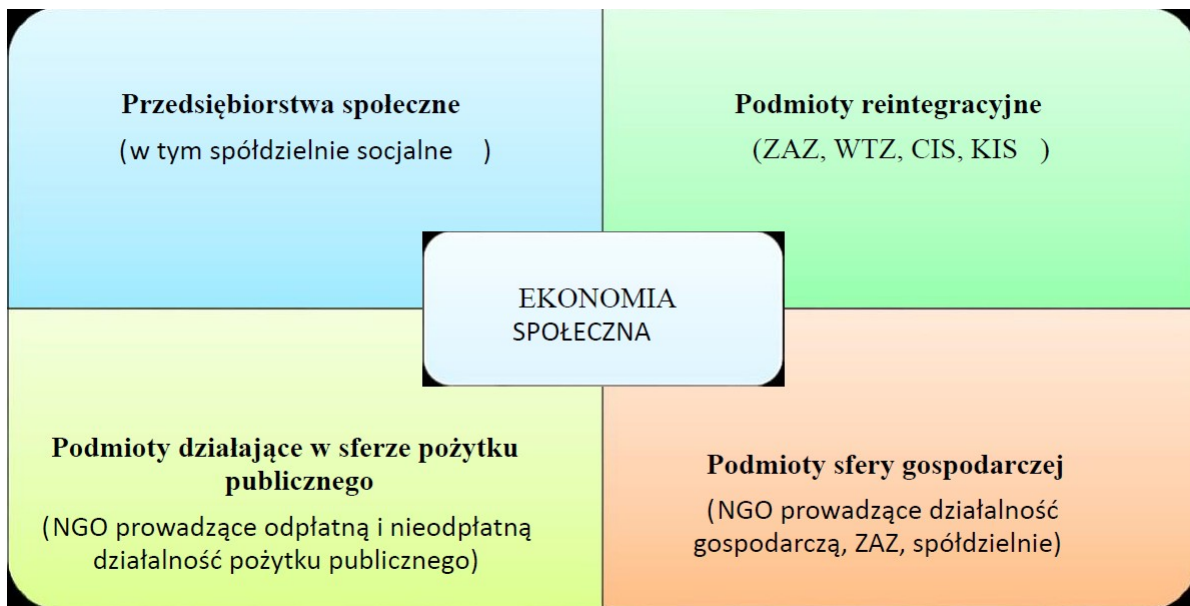 Przedsiębiorstwa społeczne
(w tym spółdzielnie socjalne )
Podmioty reintegracyjne
(ZAZ, WTZ, CIS, KIS )
EKONOMIA
SPOŁECZNA
Podmioty działające w sferze pożytku
publicznego
(NGO prowadzące odpłatną i nieodpłatną
działalność pożytku publicznego)
Podmioty sfery gospodarczej
(NGO prowadzące działalność
gospodarczą, ZAZ, spółdzielnie)